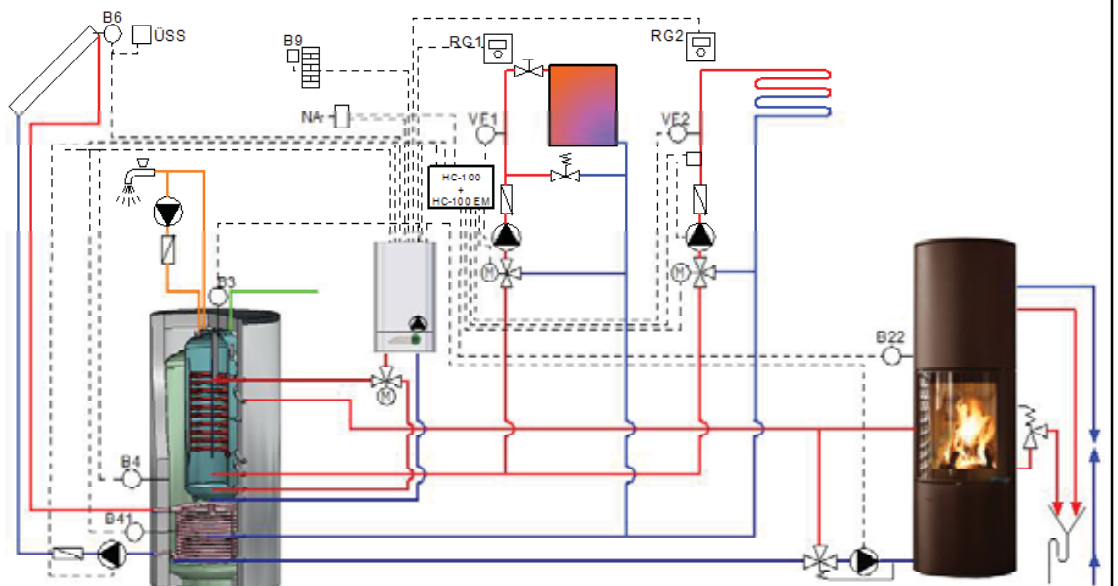 B6
ÜSS
B9
RG1
RG2
NA
VF1
VF2
HC-100
+
HC-100 EM
M
M
B3
B22
M
B4
B41